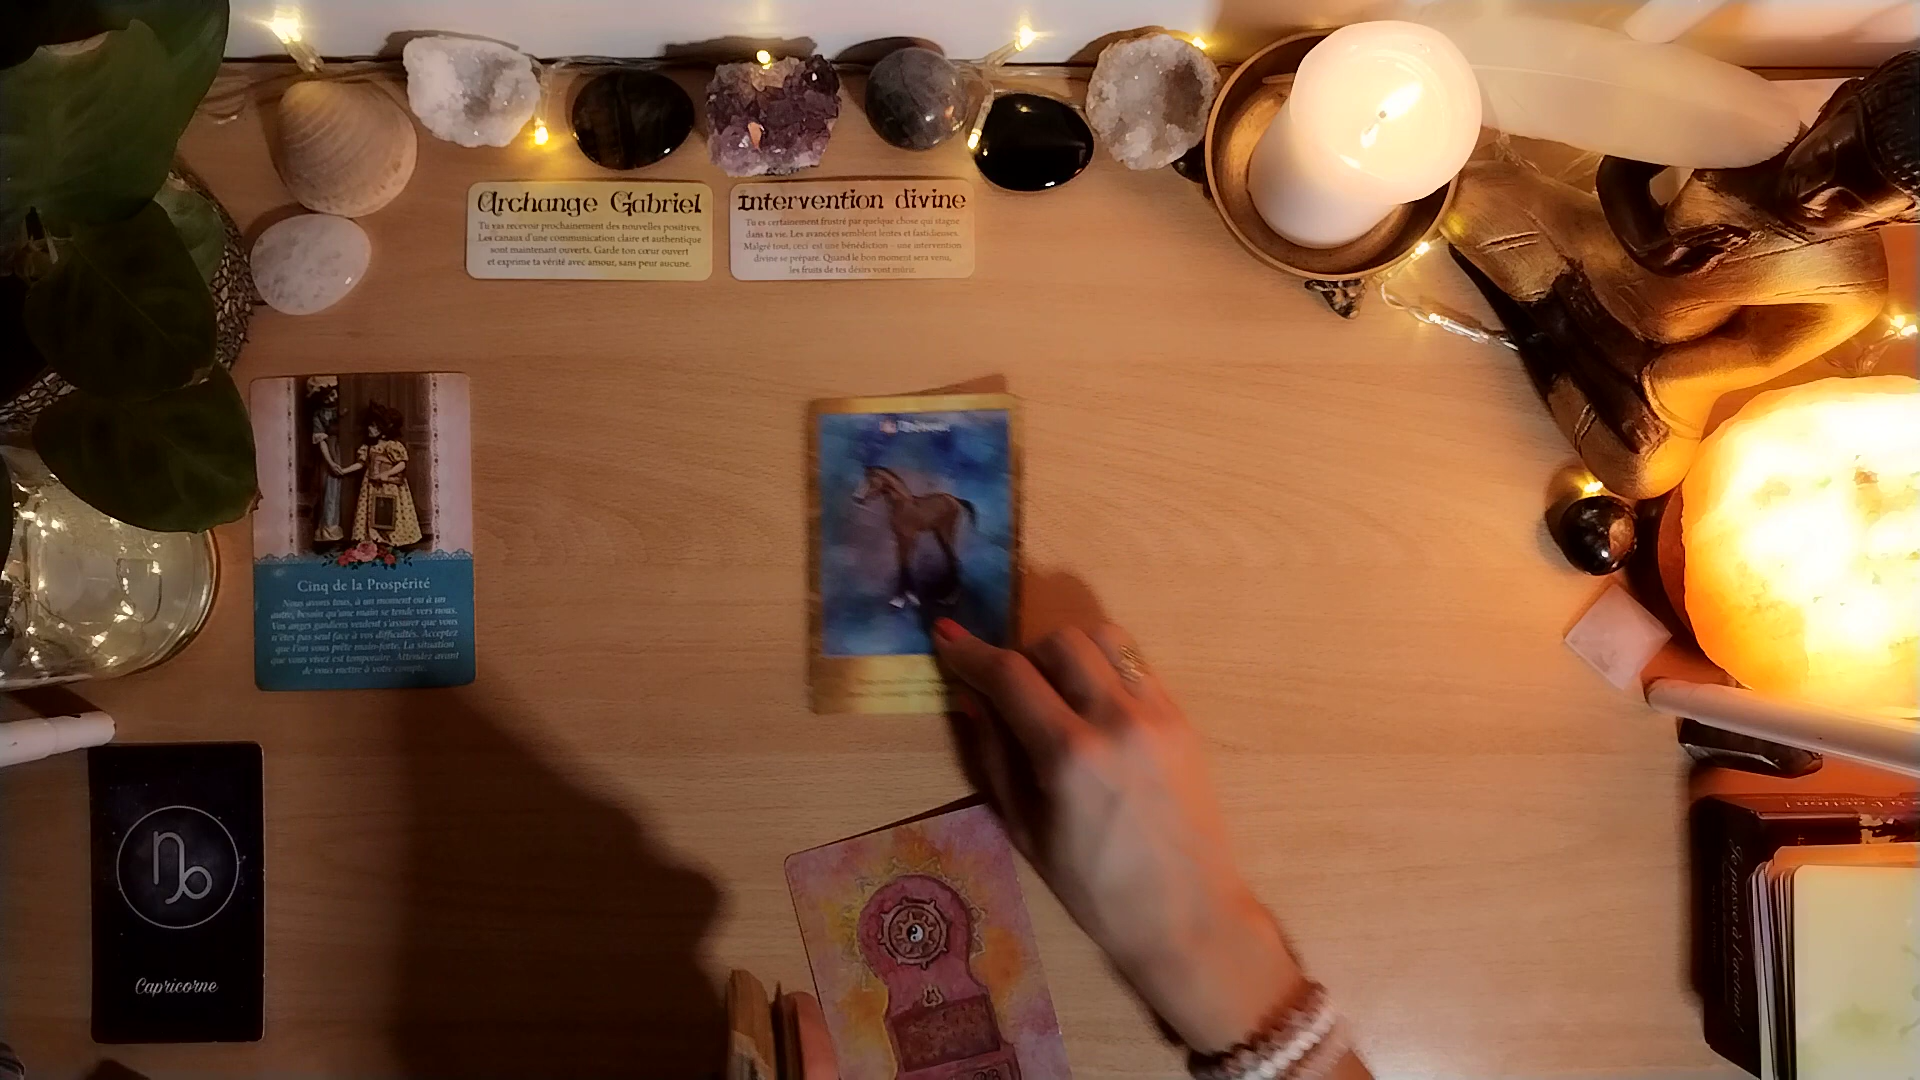 Archange Gabriel
Tu vas recevoir prochainement des nouvelles positives.
Les canaux d'une communication claire et authentique
sont maintenant ouverts. Garde ton cœur ouvert
et exprime ta vérité avec amour, sans peur aucune.
Intervention divine
Tu es certainement frustré par quelque chose qui stagne
dans ta vie. Les avancées semblent lentes et fastidieuses.
Malgré tout, ceci est une bénédiction - une intervention
divine se prépare. Quand le bon moment sera venu,
les fruits de tes désirs vont mûrir.
Cinq de la Prospérité
Nous avons tous, à un moment ou à un
autre, besoin qu'une main se tende vers nous.
Vos anges gardiens veulent s'assurer que vous
n'êtes pas seul face à vos difficultés. Acceptez
que l'on vous prête main-forte. La situation
que vous vivez est temporaire. Attendez avant
de vous mettre à votre compte.
Capricorne
Je passe à l'action !